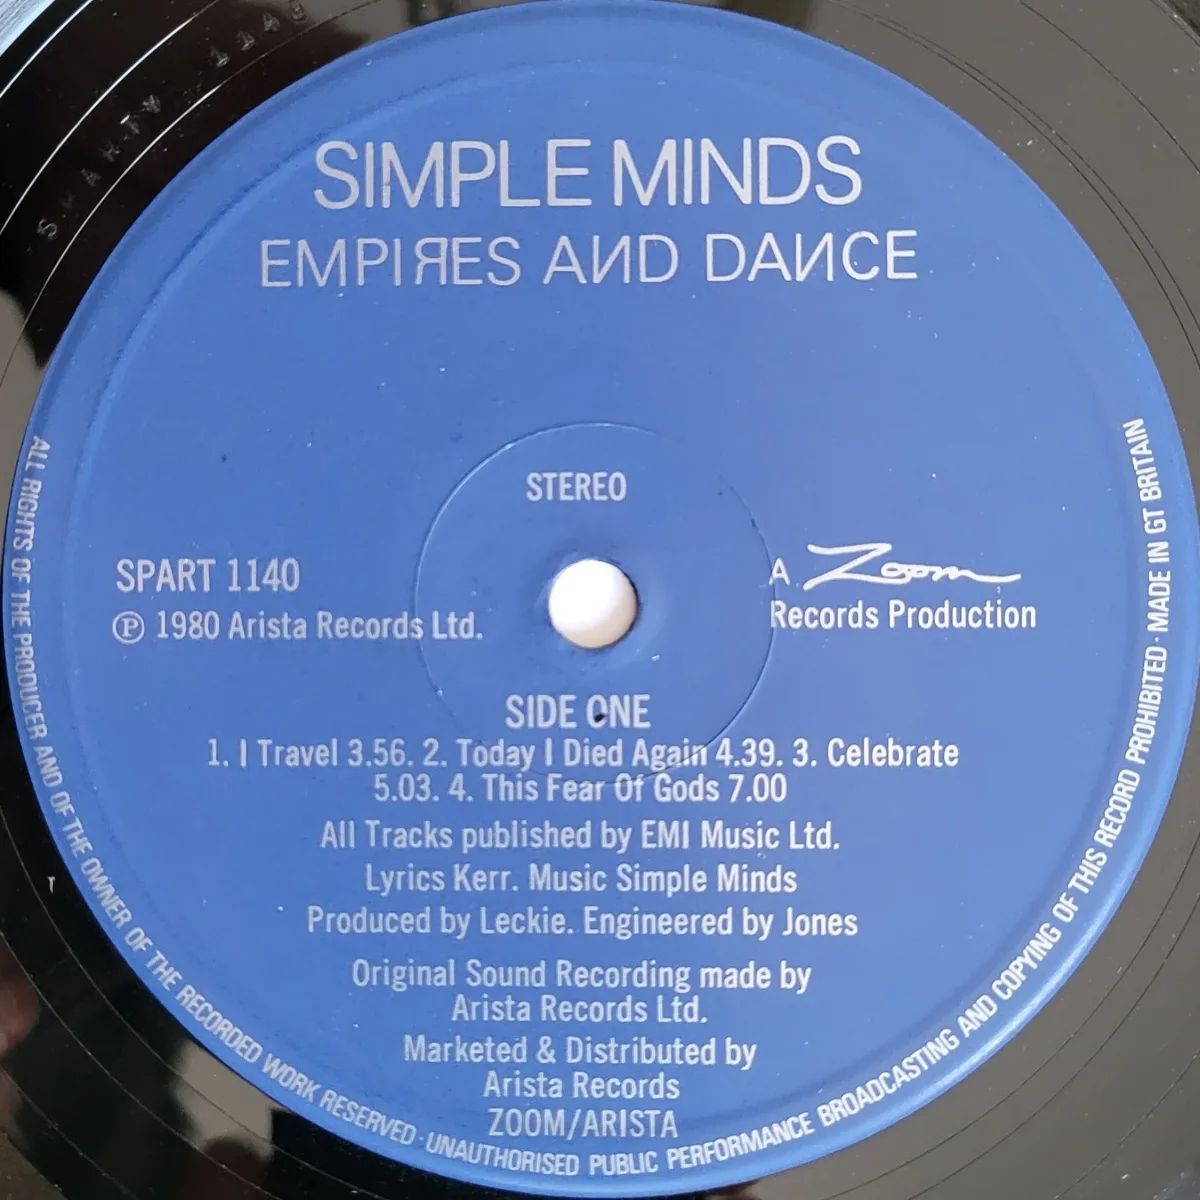 SIMPLE MINDS
EMPIЯES AИD DAИCE
STEREO
SPART 1140
Ⓟ 1980 Arista Records Ltd.
A Zoom
Records Production
SIDE ONE
1. I Travel 3.56. 2. Today I Died Again 4.39. 3. Celebrate
5.03. 4. This Fear Of Gods 7.00
All Tracks published by EMI Music Ltd.
Lyrics Kerr. Music Simple Minds
Produced by Leckie. Engineered by Jones
Original Sound Recording made by
Arista Records Ltd.
Marketed & Distributed by
Arista Records
ZOOM/ARISTA
ALL RIGHTS OF THE PRODUCER AND OF THE OWNER OF THE RECORDED WORK RESERVED · UNAUTHORISED PUBLIC PERFORMANCE BROADCASTING AND COPYING OF THIS RECORD PROHIBITED · MADE IN GT BRITAIN